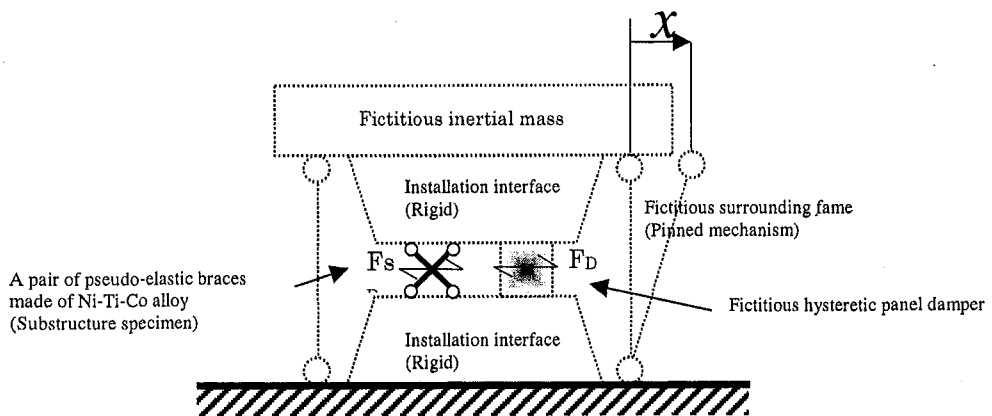 x
Fictitious inertial mass
Installation interface
(Rigid)
Fictitious surrounding fame
(Pinned mechanism)
A pair of pseudo-elastic braces
made of Ni-Ti-Co alloy
(Substructure specimen)
FS
FD
Fictitious hysteretic panel damper
Installation interface
(Rigid)